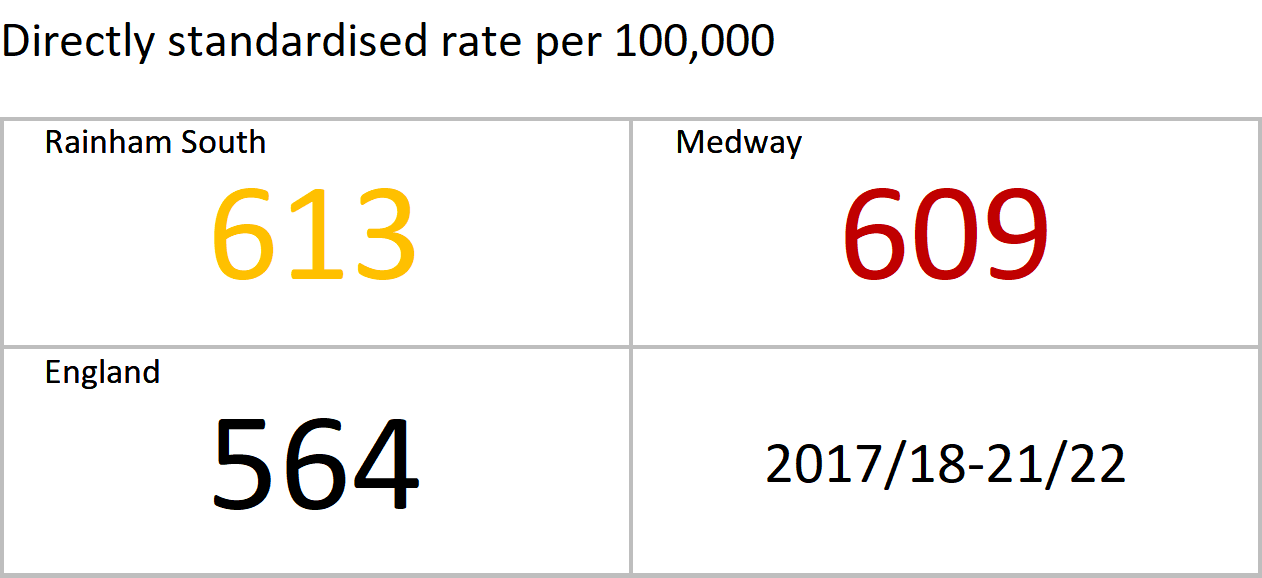 Directly standardised rate per 100,000
Rainham South
613
Medway
609
England
564
2017/18-21/22